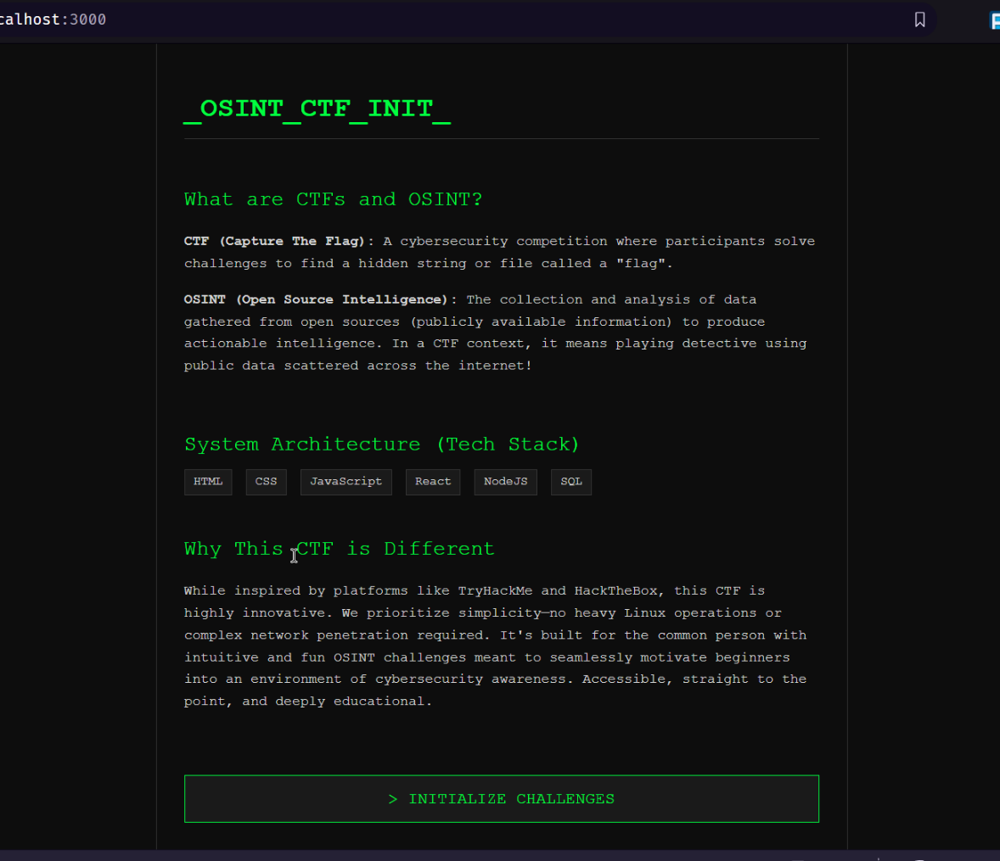 calhost:3000
_OSINT_CTF_INIT_
What are CTFs and OSINT?
CTF (Capture The Flag): A cybersecurity competition where participants solve
challenges to find a hidden string or file called a "flag".
OSINT (Open Source Intelligence): The collection and analysis of data
gathered from open sources (publicly available information) to produce
actionable intelligence. In a CTF context, it means playing detective using
public data scattered across the internet!
System Architecture (Tech Stack)
HTML CSS JavaScript React NodeJS SQL
Why This CTF is Different
While inspired by platforms like TryHackMe and HackTheBox, this CTF is
highly innovative. We prioritize simplicity—no heavy Linux operations or
complex network penetration required. It's built for the common person with
intuitive and fun OSINT challenges meant to seamlessly motivate beginners
into an environment of cybersecurity awareness. Accessible, straight to the
point, and deeply educational.
> INITIALIZE CHALLENGES